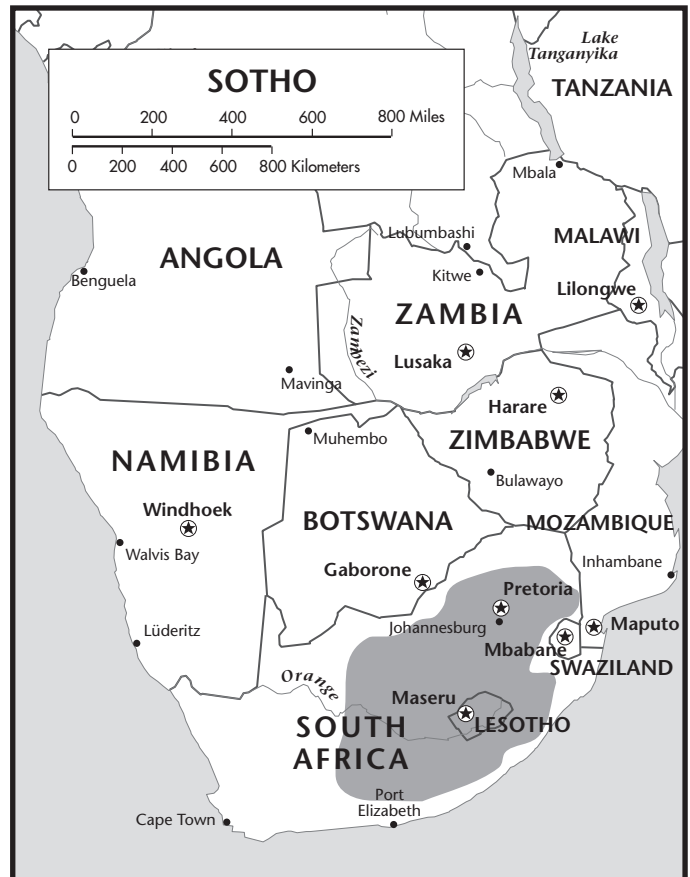 Lake
Tanganyika
TANZANIA
SOTHO
0 200 400 600 800 Miles
0 200 400 600 800 Kilometers
Mbala
Lubumbashi
MALAWI
ANGOLA
Benguela
Kitwe
Lilongwe
ZAMBIA
Zambezi
Lusaka
Mavinga
Harare
Muhembo
ZIMBABWE
NAMIBIA
Bulawayo
Windhoek
BOTSWANA
MOZAMBIQUE
Walvis Bay
Gaborone
Inhambane
Pretoria
Lüderitz
Johannesburg
Maputo
Mbabane
SWAZILAND
Orange
Maseru
SOUTH
AFRICA
LESOTHO
Port
Elizabeth
Cape Town